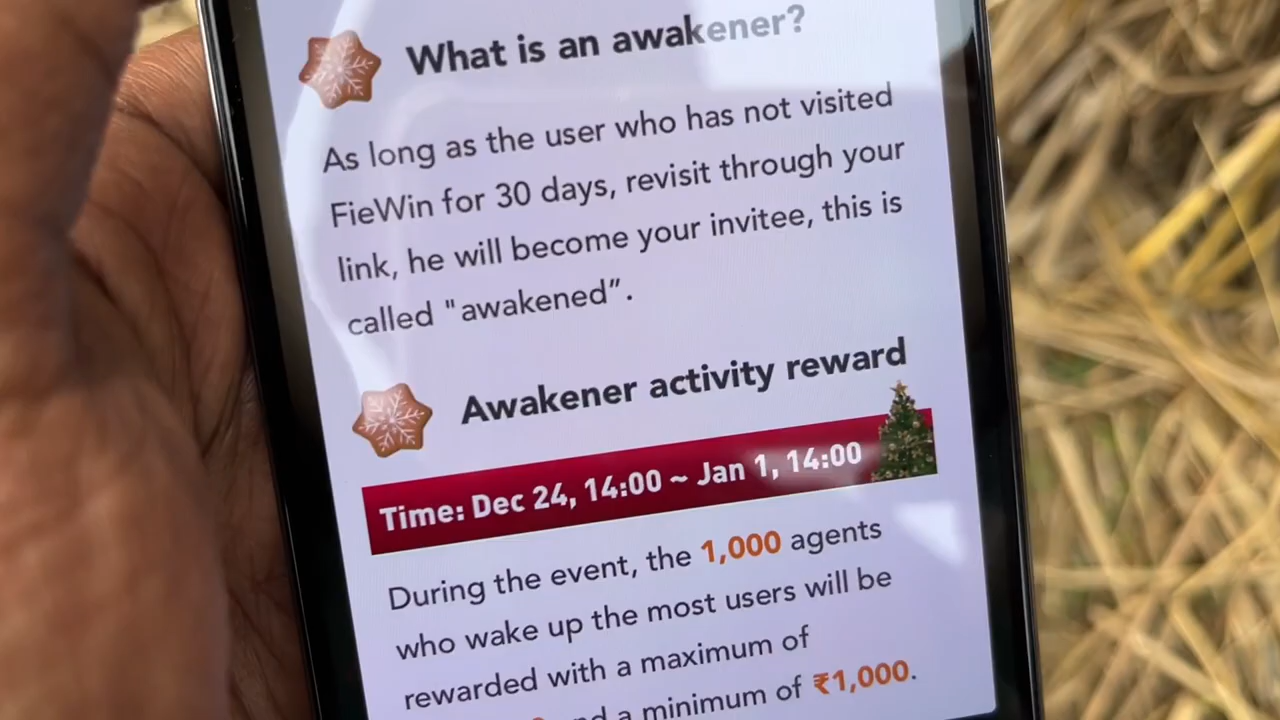 What is an awakener?
As long as the user who has not visited
FieWin for 30 days, revisit through your
link, he will become your invitee, this is
called "awakened”.
Awakener activity reward
Time: Dec 24, 14:00 ~ Jan 1, 14:00
During the event, the 1,000 agents
who wake up the most users will be
rewarded with a maximum of
a minimum of ₹1,000.